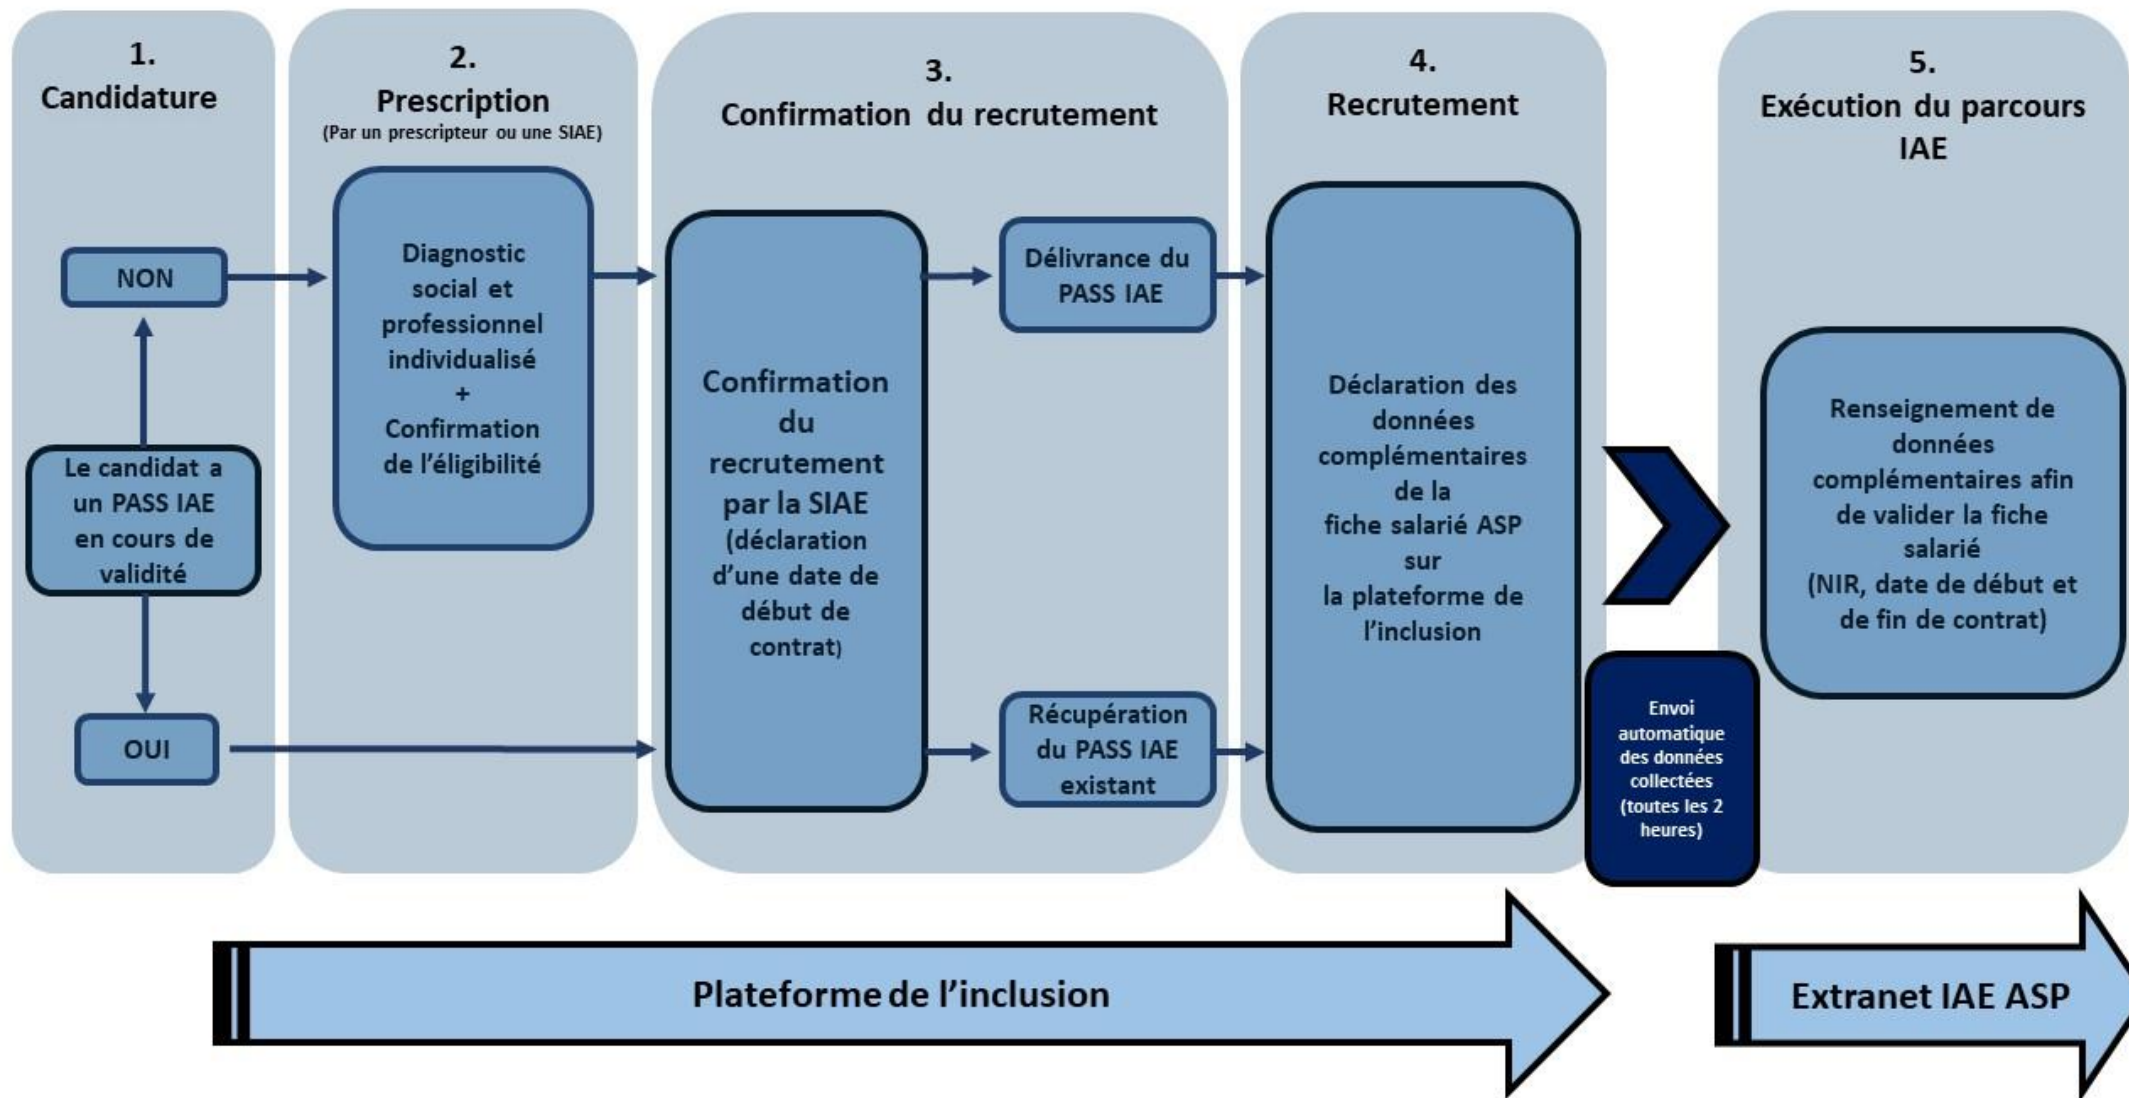 1.
Candidature
NON
Le candidat a
un PASS IAE
en cours de
validité
OUI
2.
Prescription
(Par un prescripteur ou une SIAE)
Diagnostic
social et
professionnel
individualisé
+
Confirmation
de l’éligibilité
3.
Confirmation du recrutement
Confirmation
du
recrutement
par la SIAE
(déclaration
d’une date de
début de
contrat)
Délivrance du
PASS IAE
Récupération
du PASS IAE
existant
4.
Recrutement
Déclaration des
données
complémentaires
de la
fiche salarié ASP
sur
la plateforme de
l’inclusion
Envoi
automatique
des données
collectées
(toutes les 2
heures)
5.
Exécution du parcours
IAE
Renseignement de
données
complémentaires afin
de valider la fiche
salarié
(NIR, date de début et
de fin de contrat)
Plateforme de l’inclusion
Extranet IAE ASP